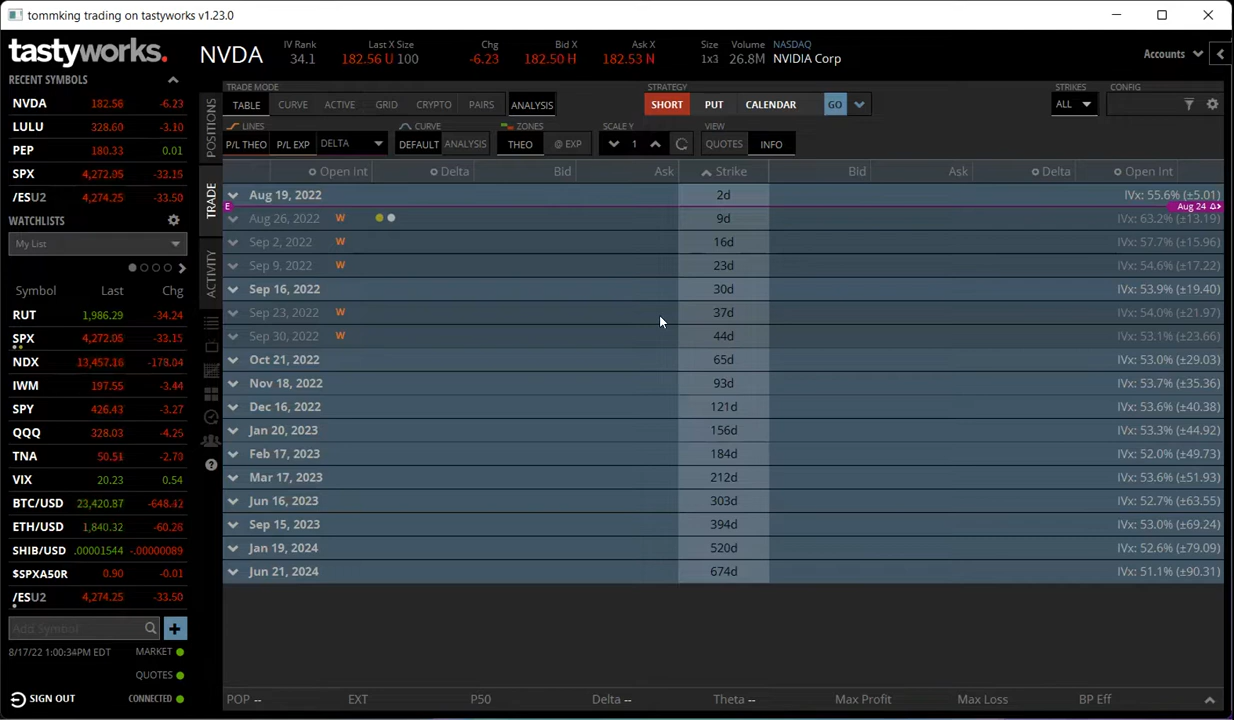 tommking trading on tastyworks v1.23.0
tastyworks.
NVDA
IV Rank
34.1
Last X Size
182.56 U 100
Chg
-6.23
Bid X
182.50 H
Ask X
182.53 N
Size
1x3
Volume
26.8M
NASDAQ
NVIDIA Corp
Accounts
RECENT SYMBOLS
NVDA 182.56 -6.23
LULU 328.60 -3.10
PEP 180.33 0.01
SPX 4,272.05 -33.15
/ESU2 4,274.25 -33.50
WATCHLISTS
My List
Symbol Last Chg
RUT 1,986.29 -34.24
SPX 4,272.05 -33.15
NDX 13,457.16 -178.04
IWM 197.55 -3.44
SPY 426.43 -3.27
QQQ 328.03 -4.25
TNA 50.51 -2.70
VIX 20.23 0.54
BTC/USD 23,420.87 -648.42
ETH/USD 1,840.32 -60.28
SHIB/USD .00001544 -.00000089
$SPXA50R 0.90 -0.01
/ESU2 4,274.25 -33.50
Add Symbol
8/17/22 1:00:34PM EDT MARKET
QUOTES
SIGN OUT CONNECTED
POSITIONS
TRADE
ACTIVITY
TRADE MODE
TABLE CURVE ACTIVE GRID CRYPTO PAIRS ANALYSIS
STRATEGY
SHORT PUT CALENDAR GO
STRIKES
ALL
CONFIG
LINES
P/L THEO P/L EXP DELTA
CURVE
DEFAULT ANALYSIS
ZONES
THEO @ EXP
SCALE Y
1
VIEW
QUOTES INFO
Open Int Delta Bid Ask Strike Bid Ask Delta Open Int
Aug 19, 2022 2d IVx: 55.6% (±5.01)
E Aug 24
Aug 26, 2022 W 9d IVx: 63.2% (±13.19)
Sep 2, 2022 W 16d IVx: 57.7% (±15.96)
Sep 9, 2022 W 23d IVx: 54.6% (±17.22)
Sep 16, 2022 30d IVx: 53.9% (±19.40)
Sep 23, 2022 W 37d IVx: 54.0% (±21.97)
Sep 30, 2022 W 44d IVx: 53.1% (±23.66)
Oct 21, 2022 65d IVx: 53.0% (±29.03)
Nov 18, 2022 93d IVx: 53.7% (±35.36)
Dec 16, 2022 121d IVx: 53.6% (±40.38)
Jan 20, 2023 156d IVx: 53.3% (±44.92)
Feb 17, 2023 184d IVx: 52.0% (±49.73)
Mar 17, 2023 212d IVx: 53.6% (±51.93)
Jun 16, 2023 303d IVx: 52.7% (±63.55)
Sep 15, 2023 394d IVx: 53.0% (±69.24)
Jan 19, 2024 520d IVx: 52.6% (±79.09)
Jun 21, 2024 674d IVx: 51.1% (±90.31)
POP -- EXT P50 Delta -- Theta -- Max Profit Max Loss BP Eff